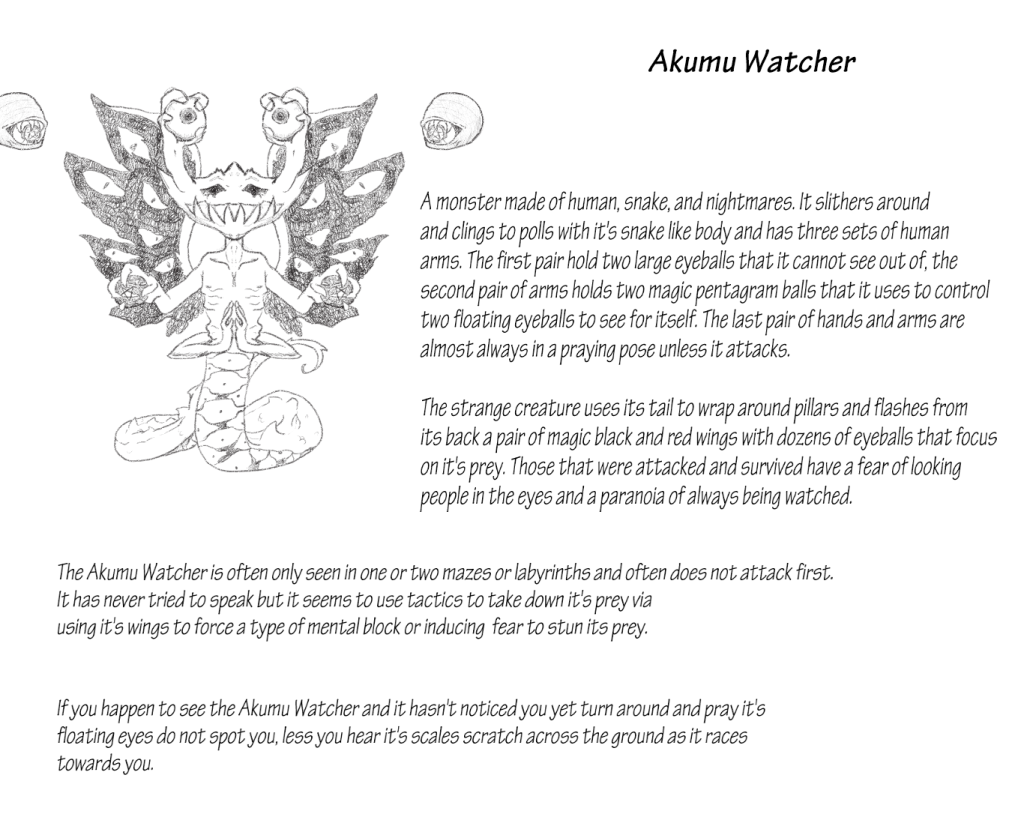 Akumu Watcher
A monster made of human, snake, and nightmares. It slithers around
and clings to polls with it's snake like body and has three sets of human
arms. The first pair hold two large eyeballs that it cannot see out of, the
second pair of arms holds two magic pentagram balls that it uses to control
two floating eyeballs to see for itself. The last pair of hands and arms are
almost always in a praying pose unless it attacks.
The strange creature uses its tail to wrap around pillars and flashes from
its back a pair of magic black and red wings with dozens of eyeballs that focus
on it's prey. Those that were attacked and survived have a fear of looking
people in the eyes and a paranoia of always being watched.
The Akumu Watcher is often only seen in one or two mazes or labyrinths and often does not attack first.
It has never tried to speak but it seems to use tactics to take down it's prey via
using it's wings to force a type of mental block or inducing fear to stun its prey.
If you happen to see the Akumu Watcher and it hasn't noticed you yet turn around and pray it's
floating eyes do not spot you, less you hear it's scales scratch across the ground as it races
towards you.